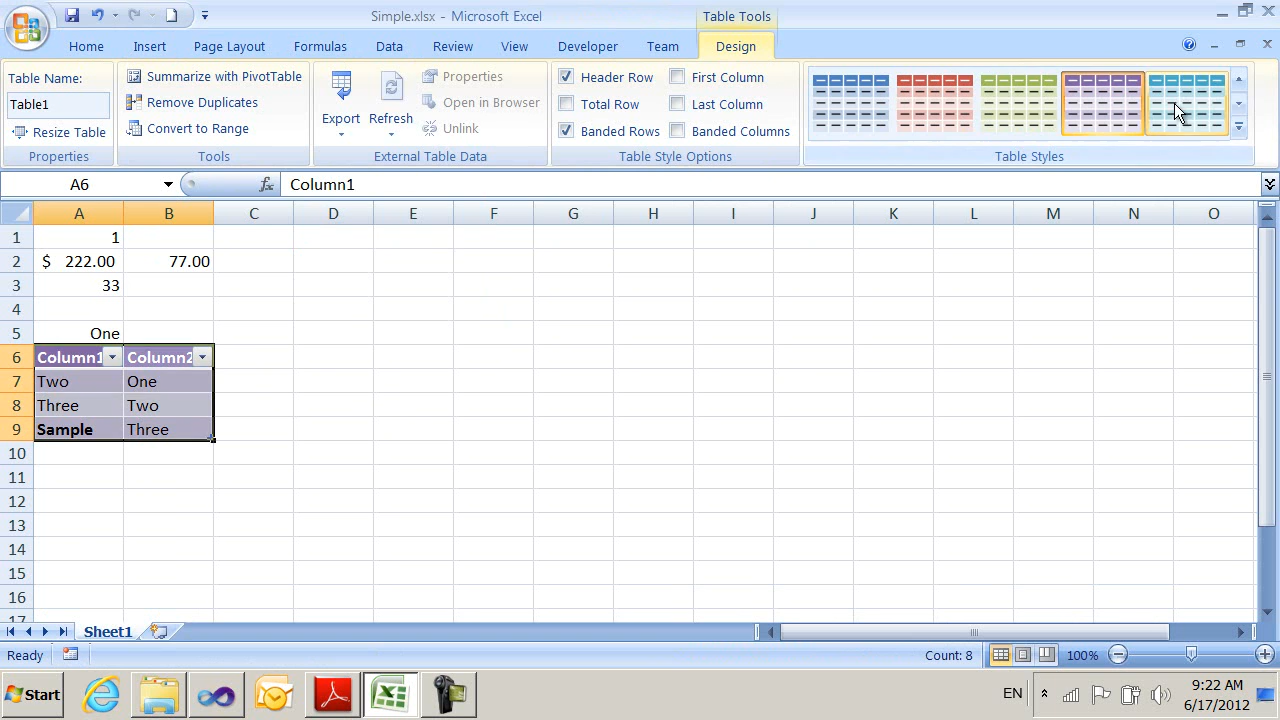 Simple.xlsx - Microsoft Excel
Table Tools
Home Insert Page Layout Formulas Data Review View Developer Team Design
Table Name:
Table1
Resize Table
Properties
Summarize with PivotTable
Remove Duplicates
Convert to Range
Tools
Export
Refresh
Properties
Open in Browser
Unlink
External Table Data
Header Row
Total Row
Banded Rows
First Column
Last Column
Banded Columns
Table Style Options
Table Styles
A6 fx Column1
A B C D E F G H I J K L M N O
1 1
2 $ 222.00 77.00
3 33
4
5 One
6 Column1 Column2
7 Two One
8 Three Two
9 Sample Three
10
11
12
13
14
15
16
17
Sheet1
Ready Count: 8 100%
Start EN 9:22 AM
6/17/2012